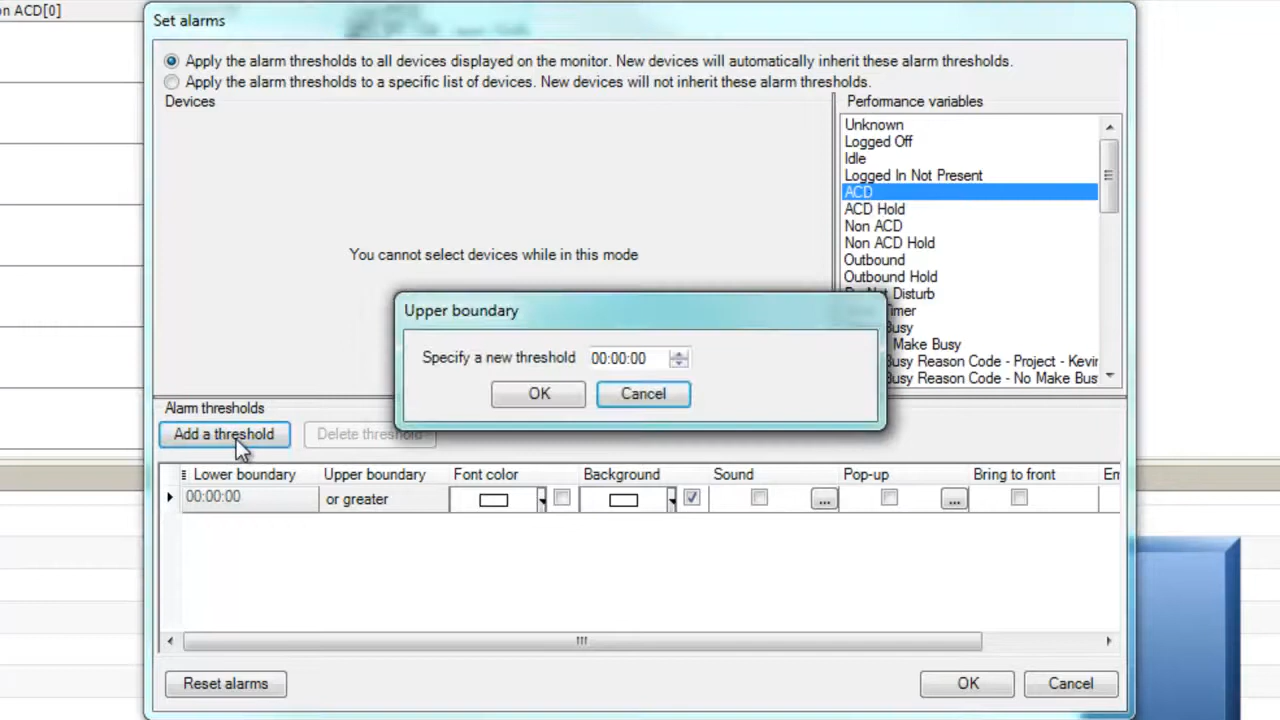 on ACD[0]
Set alarms
Apply the alarm thresholds to all devices displayed on the monitor. New devices will automatically inherit these alarm thresholds.
Apply the alarm thresholds to a specific list of devices. New devices will not inherit these alarm thresholds.
Devices
Performance variables
Unknown
Logged Off
Idle
Logged In Not Present
ACD
ACD Hold
Non ACD
Non ACD Hold
Outbound
Outbound Hold
Not Disturb
Timer
Busy
Make Busy
Busy Reason Code - Project - Kevir
Busy Reason Code - No Make Bus
You cannot select devices while in this mode
Upper boundary
Specify a new threshold 00:00:00
OK Cancel
Alarm thresholds
Add a threshold Delete threshold
Lower boundary Upper boundary Font color Background Sound Pop-up Bring to front Em
00:00:00 or greater ... ...
Reset alarms OK Cancel